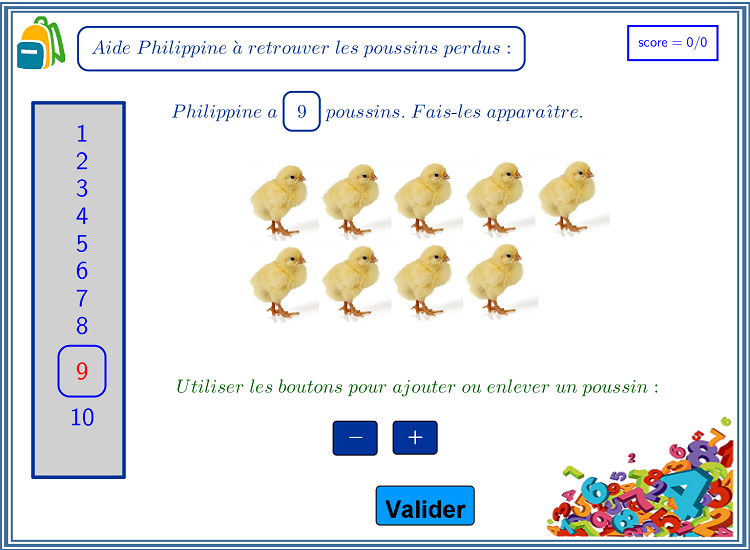 Aide Philippine à retrouver les poussins perdus :
score = 0/0
Philippine a 9 poussins. Fais-les apparaître.
1
2
3
4
5
6
7
8
9
10
Utiliser les boutons pour ajouter ou enlever un poussin :
− +
Valider